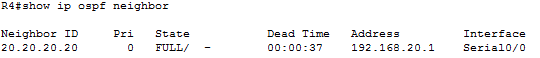 R4#show ip ospf neighbor
Neighbor ID Pri State Dead Time Address Interface
20.20.20.20 0 FULL/ - 00:00:37 192.168.20.1 Serial0/0